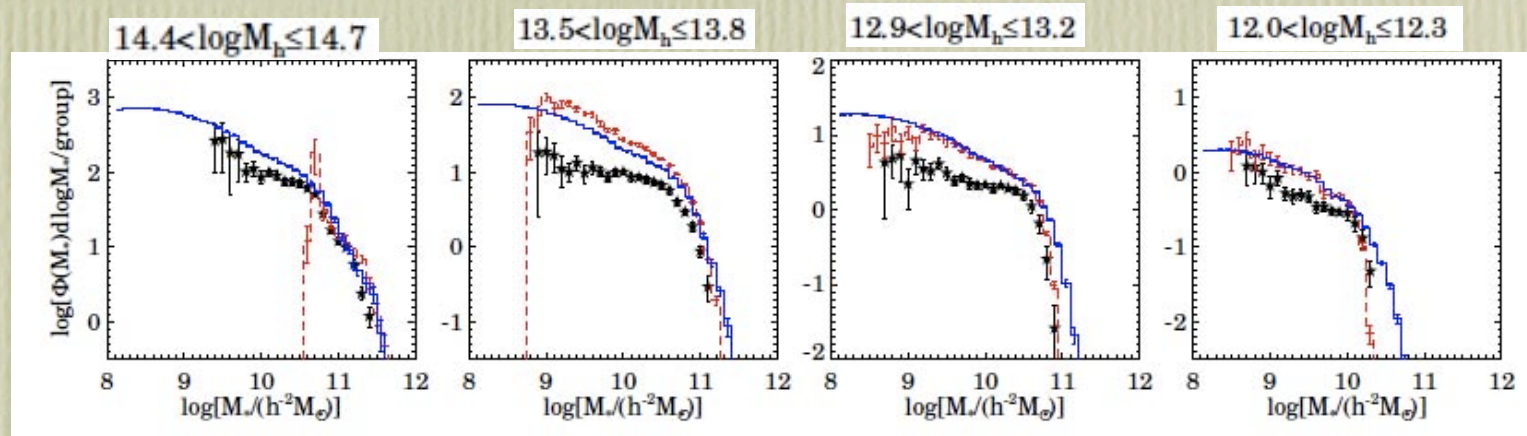 14.4<logMₕ≤14.7
13.5<logMₕ≤13.8
12.9<logMₕ≤13.2
12.0<logMₕ≤12.3
log[Φ(M*)dlogM*/group]
3
2
1
0
8 9 10 11 12
log[M*/(h⁻²M☉)]
2
1
0
-1
8 9 10 11 12
log[M*/(h⁻²M☉)]
2
1
0
-1
-2
8 9 10 11 12
log[M*/(h⁻²M☉)]
1
0
-1
-2
8 9 10 11 12
log[M*/(h⁻²M☉)]